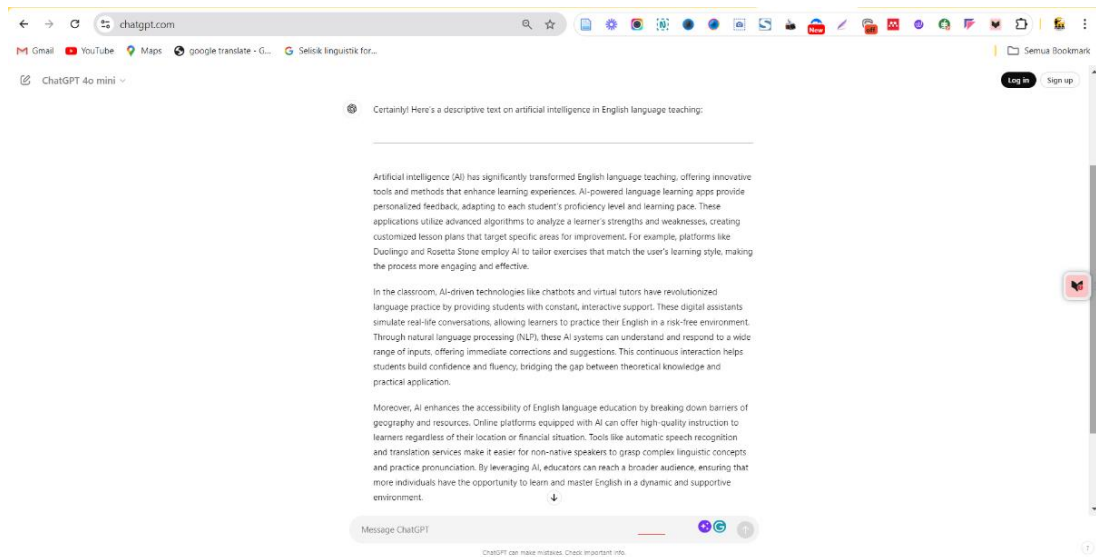 chatgpt.com
Gmail YouTube Maps google translate - G... Selisik linguistik for... Semua Bookmark
ChatGPT 4o mini Log in Sign up
Certainly! Here's a descriptive text on artificial intelligence in English language teaching:
Artificial intelligence (AI) has significantly transformed English language teaching, offering innovative
tools and methods that enhance learning experiences. AI-powered language learning apps provide
personalized feedback, adapting to each student's proficiency level and learning pace. These
applications utilize advanced algorithms to analyze a learner's strengths and weaknesses, creating
customized lesson plans that target specific areas for improvement. For example, platforms like
Duolingo and Rosetta Stone employ AI to tailor exercises that match the user's learning style, making
the process more engaging and effective.
In the classroom, AI-driven technologies like chatbots and virtual tutors have revolutionized
language practice by providing students with constant, interactive support. These digital assistants
simulate real-life conversations, allowing learners to practice their English in a risk-free environment.
Through natural language processing (NLP), these AI systems can understand and respond to a wide
range of inputs, offering immediate corrections and suggestions. This continuous interaction helps
students build confidence and fluency, bridging the gap between theoretical knowledge and
practical application.
Moreover, AI enhances the accessibility of English language education by breaking down barriers of
geography and resources. Online platforms equipped with AI can offer high-quality instruction to
learners regardless of their location or financial situation. Tools like automatic speech recognition
and translation services make it easier for non-native speakers to grasp complex linguistic concepts
and practice pronunciation. By leveraging AI, educators can reach a broader audience, ensuring that
more individuals have the opportunity to learn and master English in a dynamic and supportive
environment.
Message ChatGPT
ChatGPT can make mistakes. Check important info.